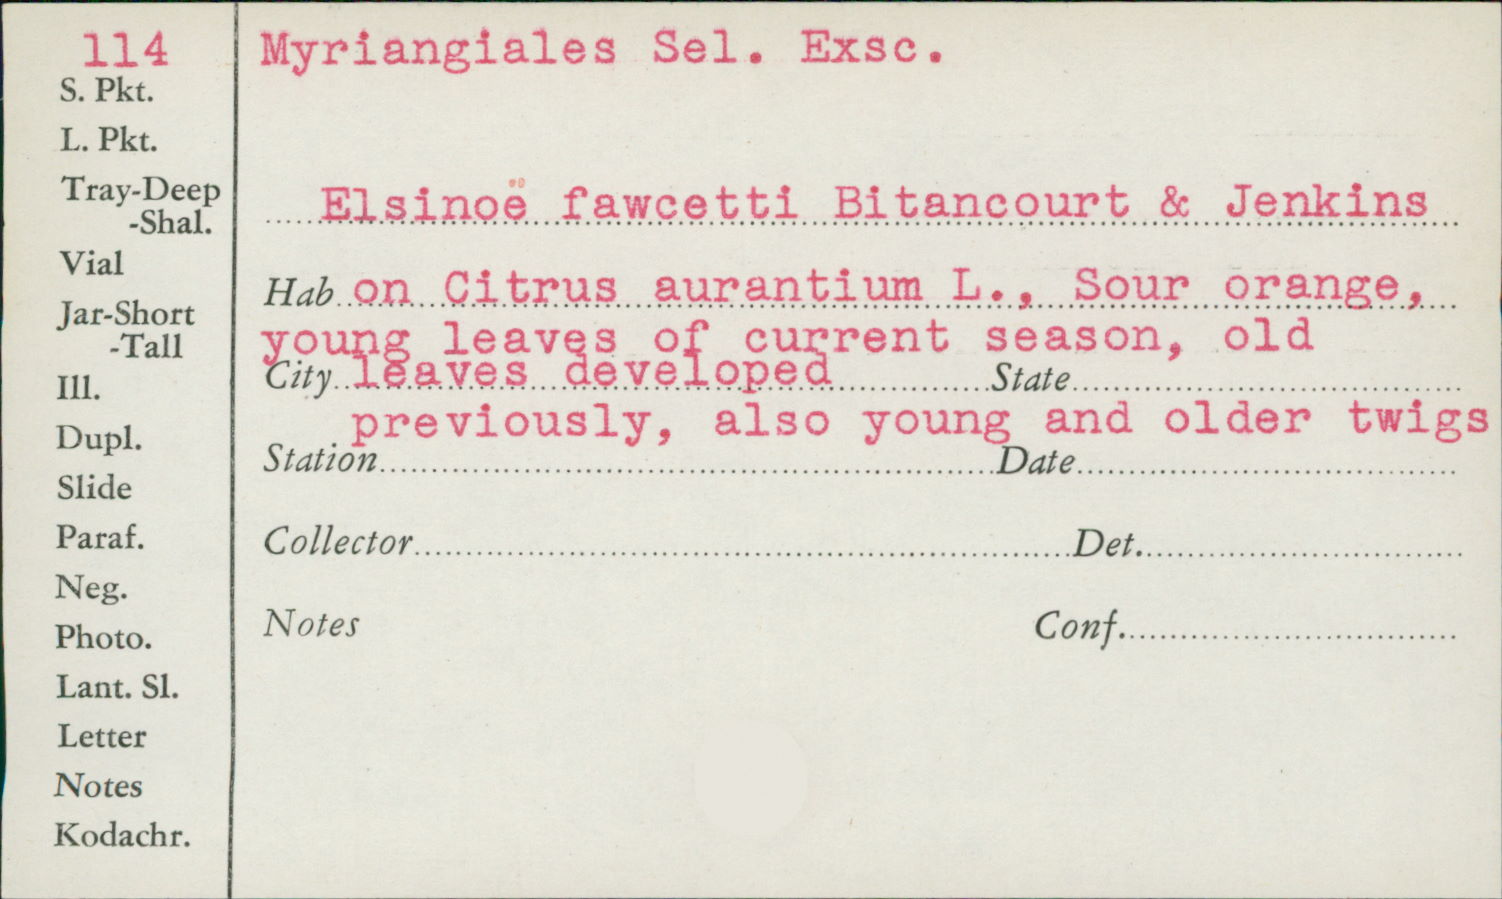 114
S. Pkt.
L. Pkt.
Tray-Deep
-Shal.
Vial
Jar-Short
-Tall
Ill.
Dupl.
Slide
Paraf.
Neg.
Photo.
Lant. Sl.
Letter
Notes
Kodachr.
Myriangiales Sel. Exsc.
Elsinoë fawcetti Bitancourt & Jenkins
Hab on Citrus aurantium L., Sour orange,
young leaves of current season, old
City leaves developed State
previously, also young and older twigs
Station Date
Collector Det.
Notes Conf.